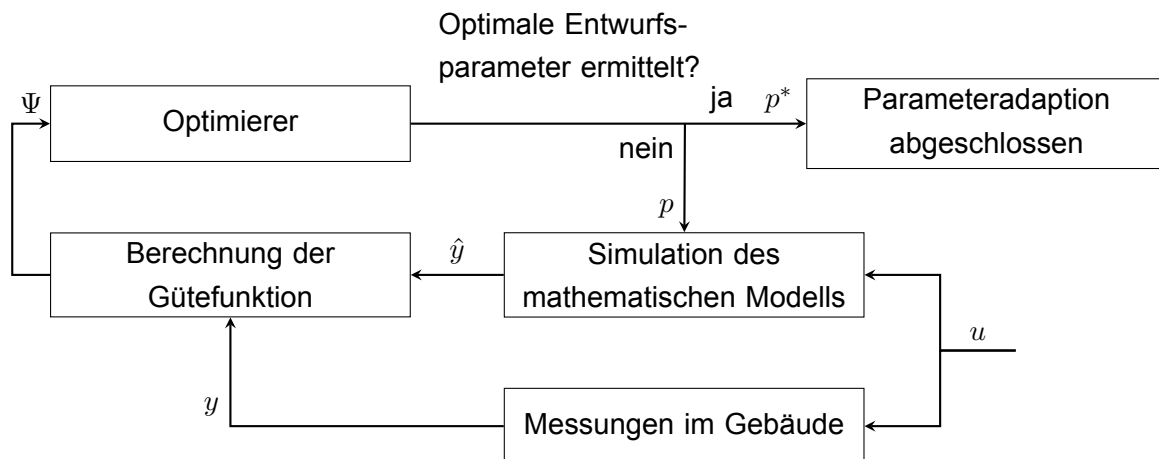 Optimale Entwurfs-
parameter ermittelt?
Ψ
Optimierer
ja
p*
Parameteradaption
abgeschlossen
nein
p
Berechnung der
Gütefunktion
ŷ
Simulation des
mathematischen Modells
u
y
Messungen im Gebäude